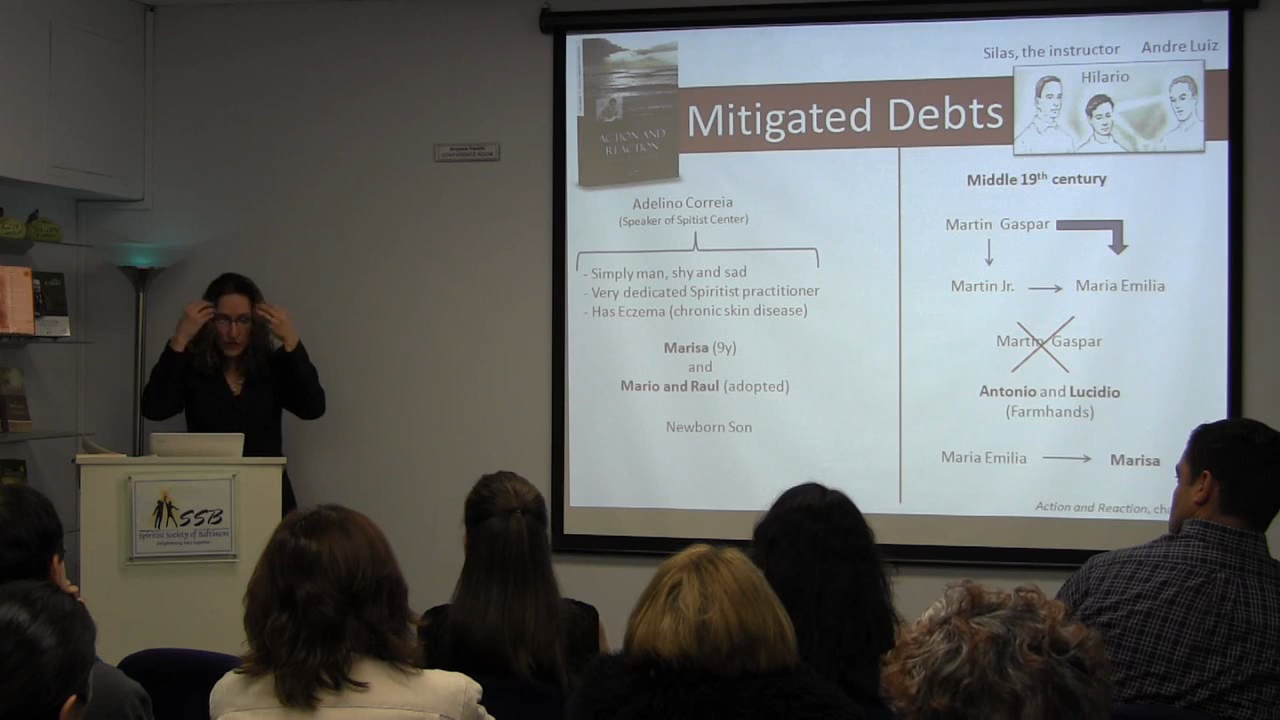 Silas, the instructor Andre Luiz
Hilario
Mitigated Debts
ACTION AND
REACTION
Adelino Correia
(Speaker of Spitist Center)
- Simply man, shy and sad
- Very dedicated Spiritist practitioner
- Has Eczema (chronic skin disease)
Marisa (9y)
and
Mario and Raul (adopted)
Newborn Son
Middle 19th century
Martin Gaspar
Martin Jr. Maria Emilia
Martin Gaspar
Antonio and Lucidio
(Farmhands)
Maria Emilia Marisa
Action and Reaction,
CONFERENCE ROOM
SSB
Spiritist Society of Baltimore